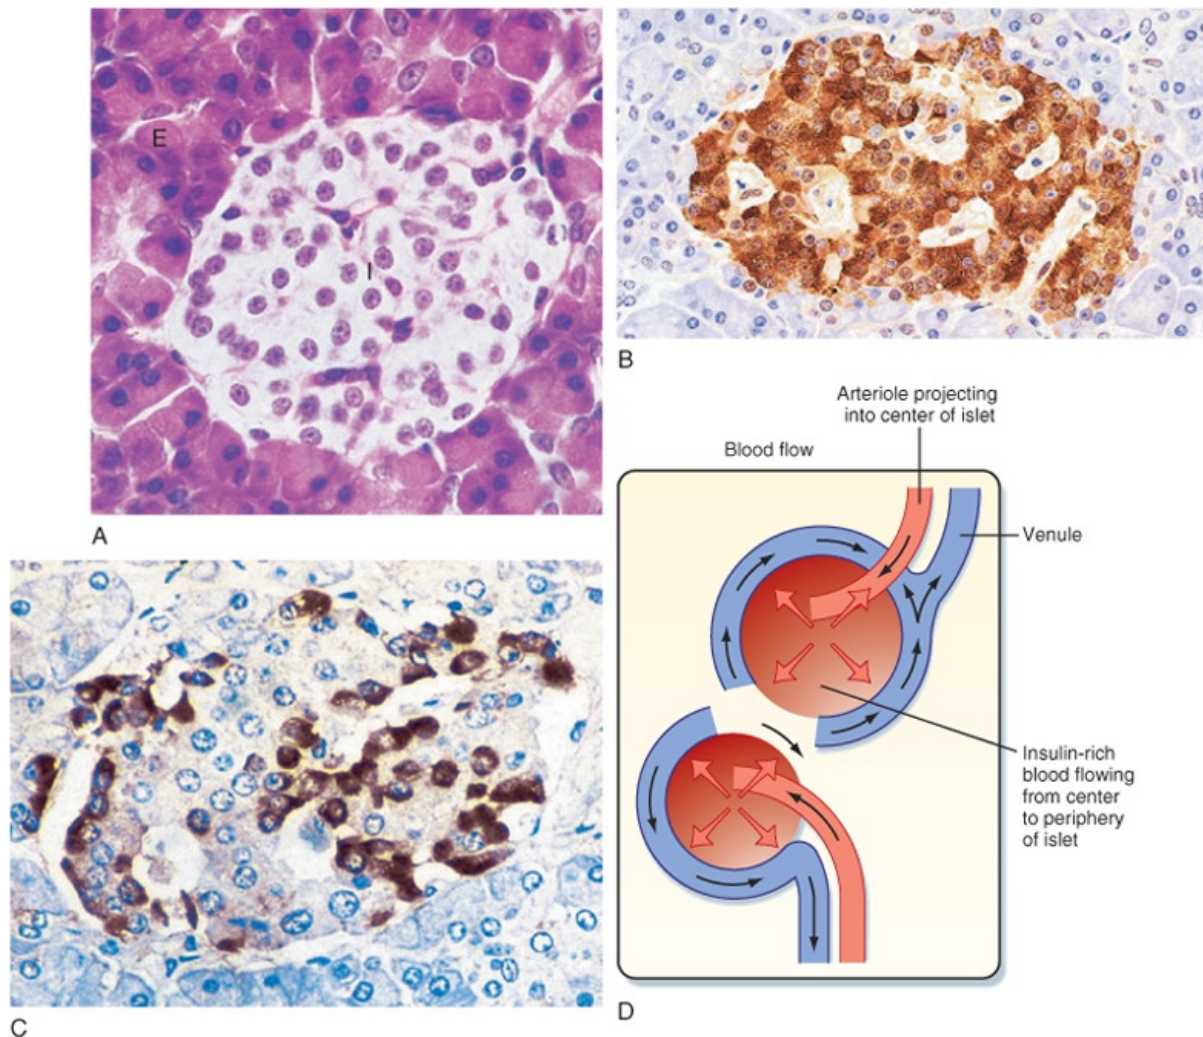 E
I
A
B
Arteriole projecting
into center of islet
Blood flow
Venule
Insulin-rich
blood flowing
from center
to periphery
of islet
C
D